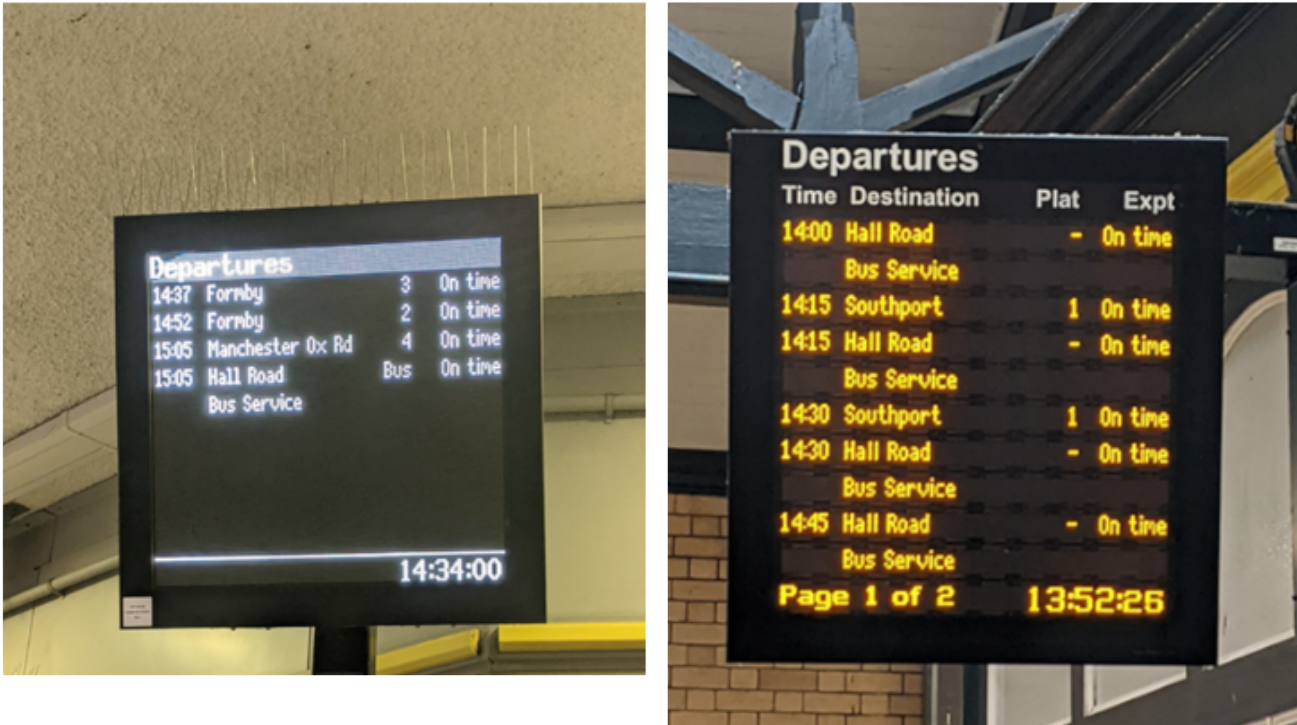 Departures
14:37 Formby 3 On time
14:52 Formby 2 On time
15:05 Manchester Ox Rd 4 On time
15:05 Hall Road Bus On time
Bus Service
14:34:00
Departures
Time Destination Plat Expt
14:00 Hall Road - On time
Bus Service
14:15 Southport 1 On time
14:15 Hall Road - On time
Bus Service
14:30 Southport 1 On time
14:30 Hall Road - On time
Bus Service
14:45 Hall Road - On time
Bus Service
Page 1 of 2 13:52:26